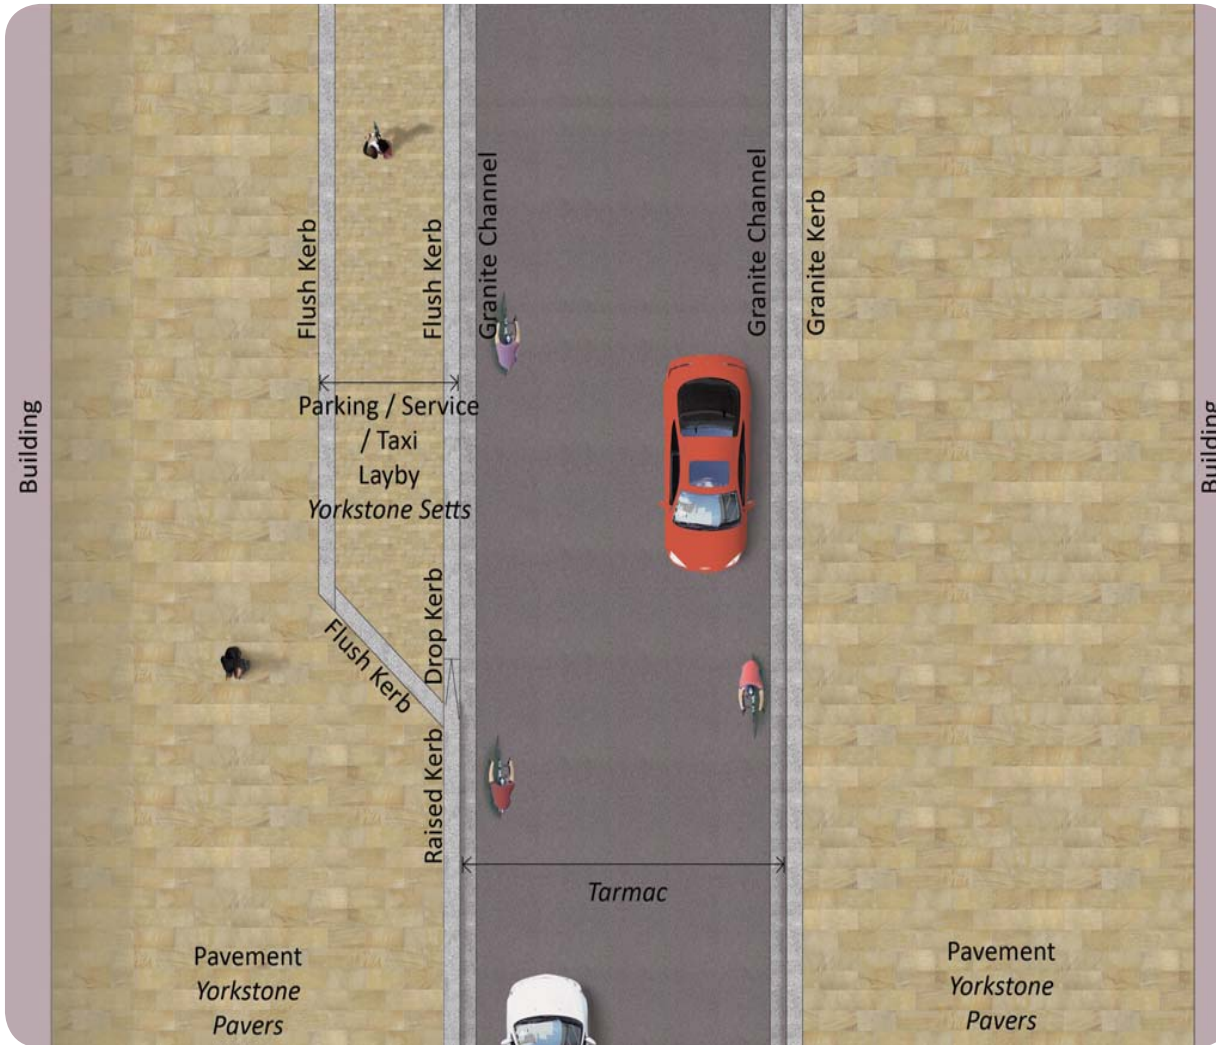 Building
Flush Kerb
Flush Kerb
Granite Channel
Granite Channel
Granite Kerb
Building
Parking / Service
/ Taxi
Layby
Yorkstone Setts
Flush Kerb
Drop Kerb
Raised Kerb
Tarmac
Pavement
Yorkstone
Pavers
Pavement
Yorkstone
Pavers